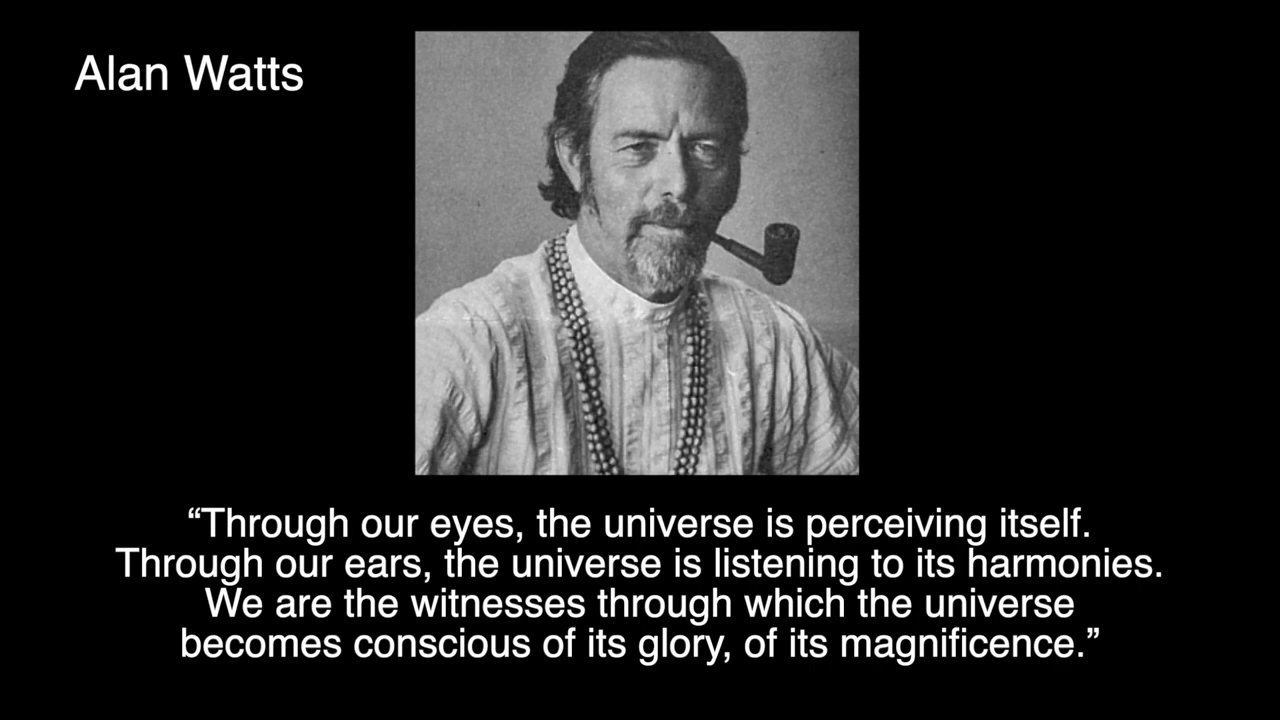 Alan Watts
“Through our eyes, the universe is perceiving itself.
Through our ears, the universe is listening to its harmonies.
We are the witnesses through which the universe
becomes conscious of its glory, of its magnificence.”